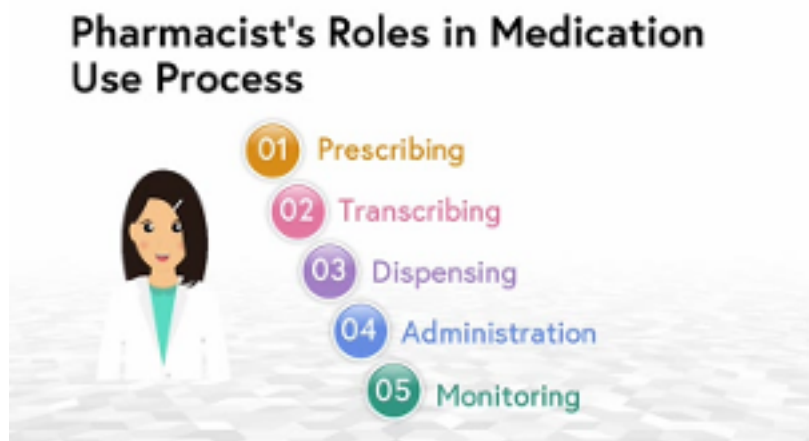 Pharmacist's Roles in Medication
Use Process
01 Prescribing
02 Transcribing
03 Dispensing
04 Administration
05 Monitoring